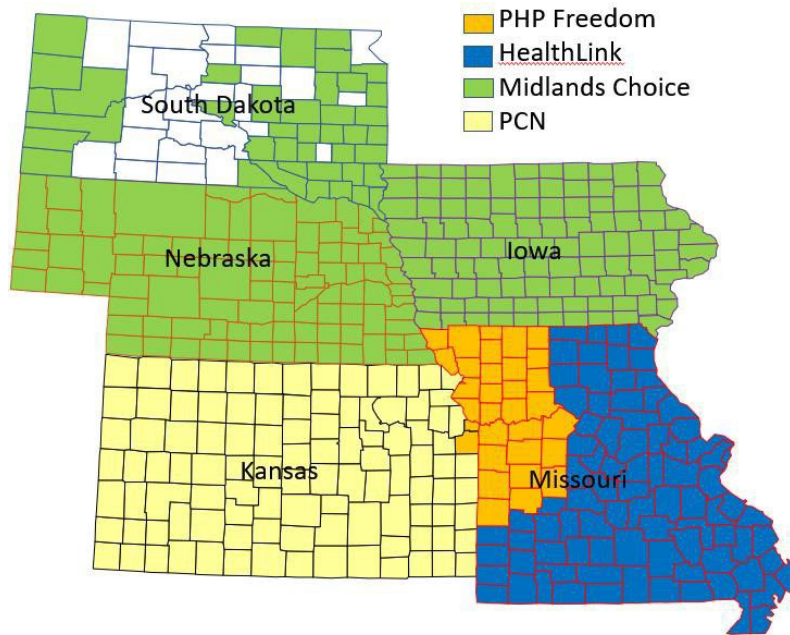 PHP Freedom
HealthLink
Midlands Choice
PCN
South Dakota
Nebraska
Iowa
Kansas
Missouri